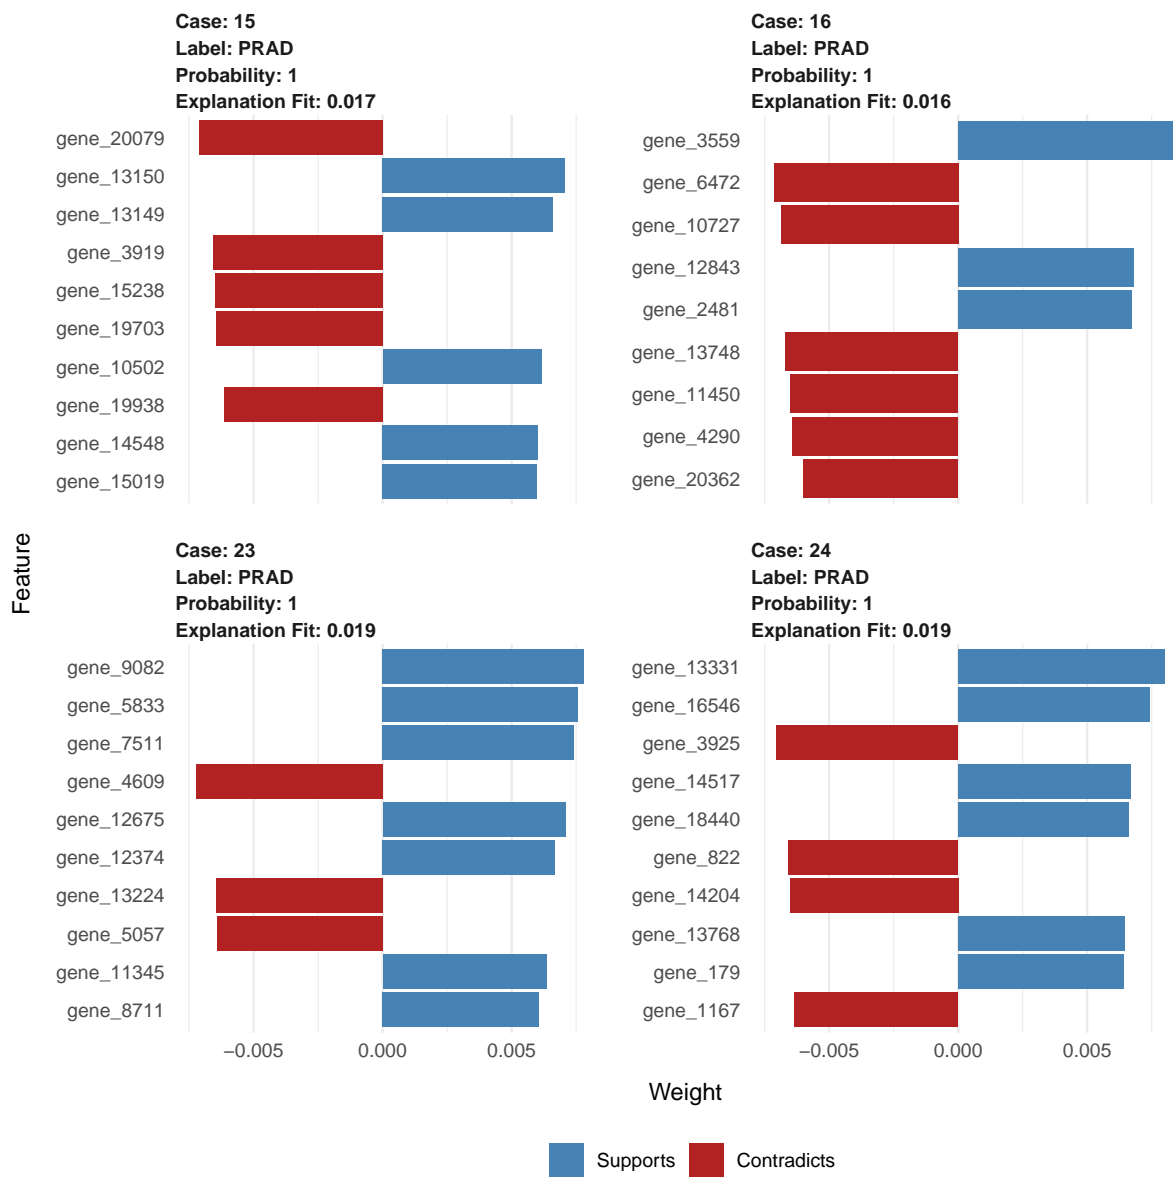 Case: 15
Label: PRAD
Probability: 1
Explanation Fit: 0.017
gene_20079
gene_13150
gene_13149
gene_3919
gene_15238
gene_19703
gene_10502
gene_19938
gene_14548
gene_15019
Case: 16
Label: PRAD
Probability: 1
Explanation Fit: 0.016
gene_3559
gene_6472
gene_10727
gene_12843
gene_2481
gene_13748
gene_11450
gene_4290
gene_20362
Feature
Case: 23
Label: PRAD
Probability: 1
Explanation Fit: 0.019
gene_9082
gene_5833
gene_7511
gene_4609
gene_12675
gene_12374
gene_13224
gene_5057
gene_11345
gene_8711
−0.005 0.000 0.005
Case: 24
Label: PRAD
Probability: 1
Explanation Fit: 0.019
gene_13331
gene_16546
gene_3925
gene_14517
gene_18440
gene_822
gene_14204
gene_13768
gene_179
gene_1167
−0.005 0.000 0.005
Weight
Supports Contradicts